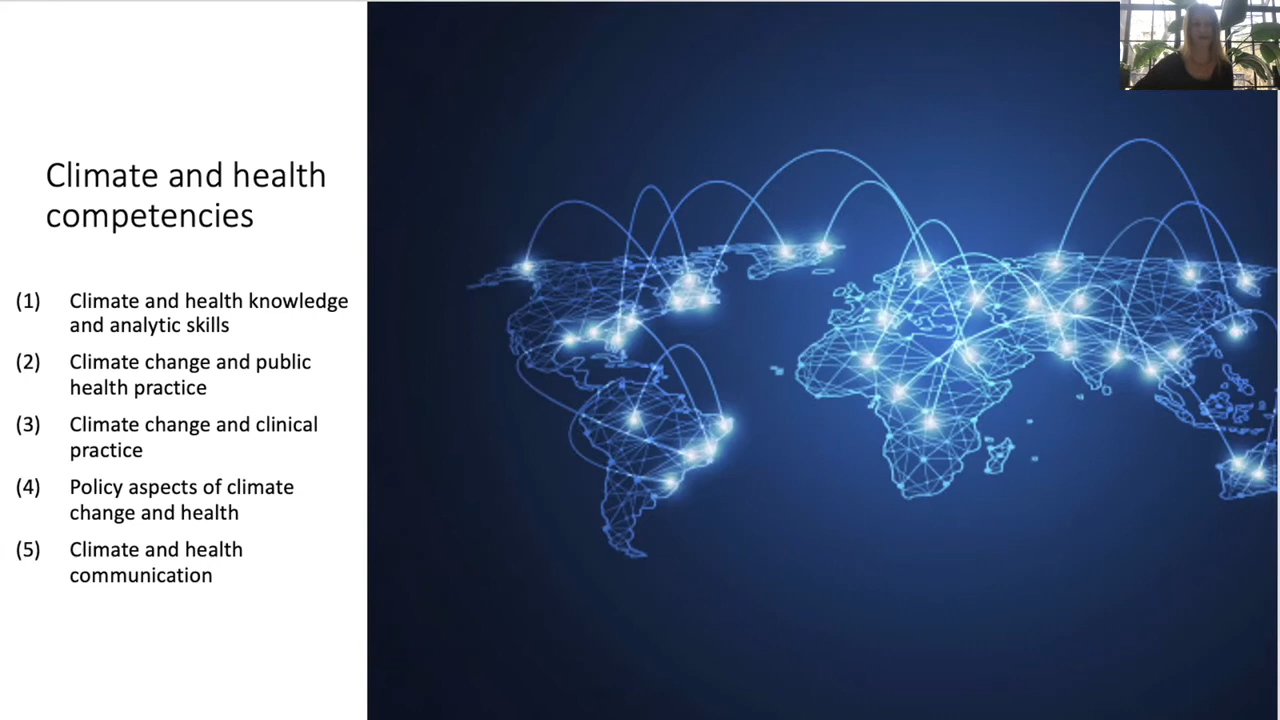 Climate and health
competencies
(1) Climate and health knowledge
and analytic skills
(2) Climate change and public
health practice
(3) Climate change and clinical
practice
(4) Policy aspects of climate
change and health
(5) Climate and health
communication